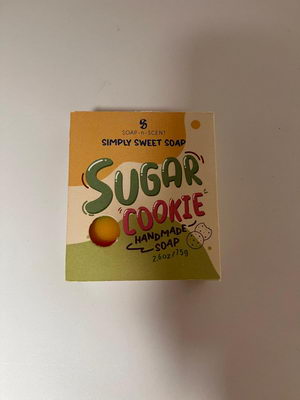 SOAP-n-SCENT
SIMPLY SWEET SOAP
SUGAR
COOKIE
HANDMADE
SOAP
2.6oz/75g